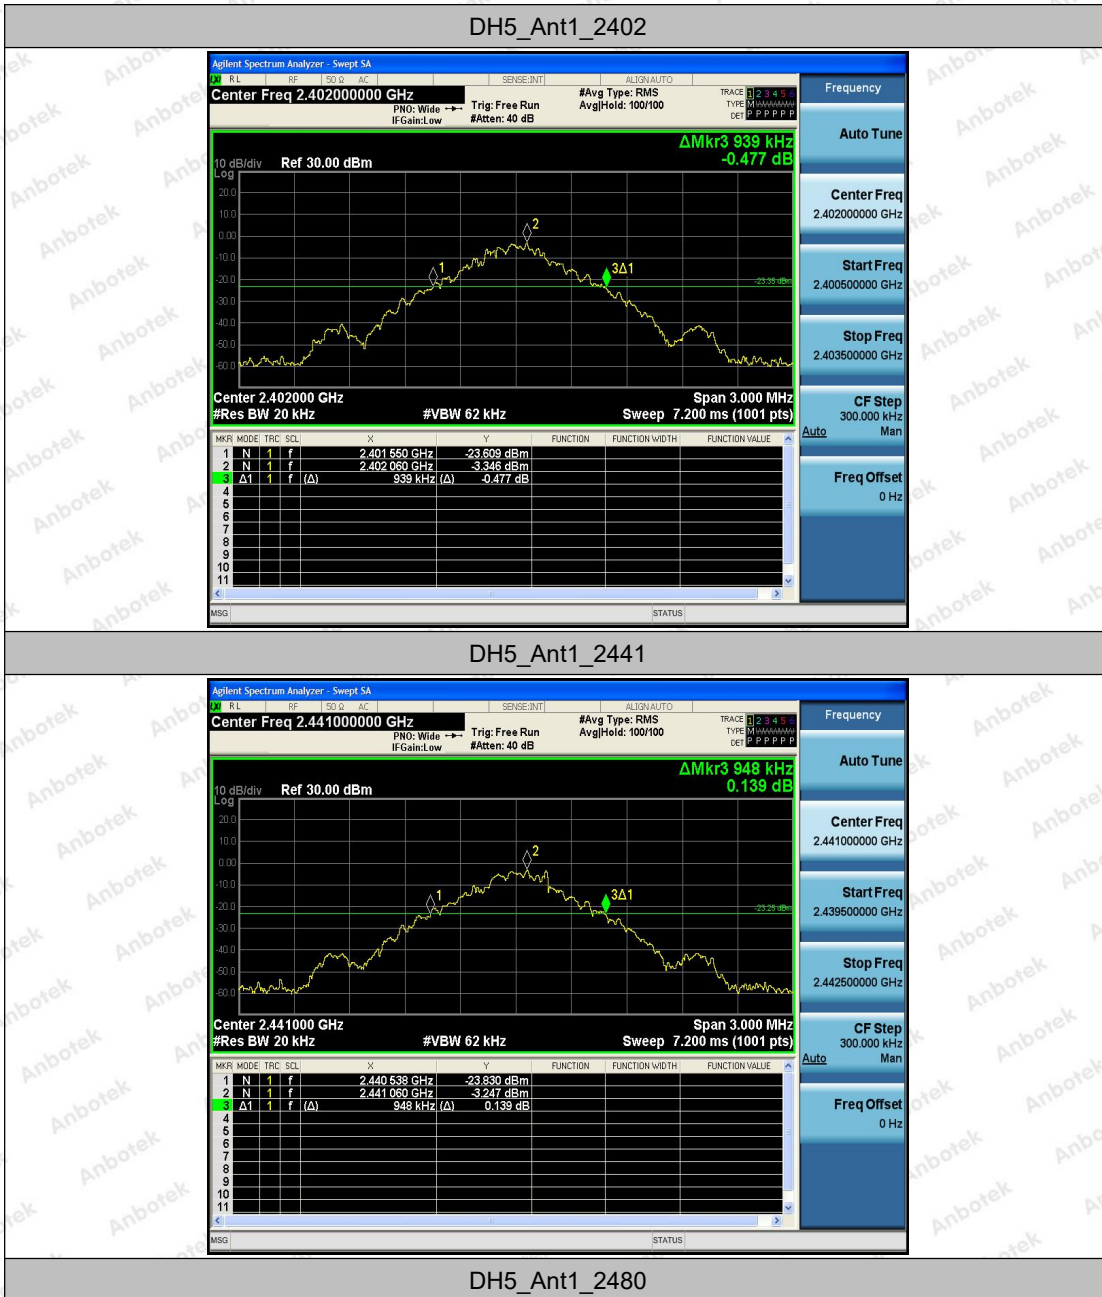 DH5_Ant1_2402
Agilent Spectrum Analyzer - Swept SA
LXI RL RF 50 Ω AC SENSE:INT ALIGNAUTO
Center Freq 2.402000000 GHz
PNO: Wide
IFGain:Low
Trig: Free Run
#Atten: 40 dB
#Avg Type: RMS
Avg|Hold: 100/100
TRACE 1 2 3 4 5 6
TYPE M
DET P P P P P P
Frequency
Auto Tune
Center Freq
2.402000000 GHz
Start Freq
2.400500000 GHz
Stop Freq
2.403500000 GHz
CF Step
300.000 kHz
Auto Man
Freq Offset
0 Hz
ΔMkr3 939 kHz
-0.477 dB
10 dB/div Ref 30.00 dBm
Log
20.0
10.0
0.00
-10.0
-20.0
-30.0
-40.0
-50.0
-60.0
1
2
3Δ1
-23.35 dBm
Center 2.402000 GHz Span 3.000 MHz
#Res BW 20 kHz #VBW 62 kHz Sweep 7.200 ms (1001 pts)
MKR MODE TRC SCL X Y FUNCTION FUNCTION WIDTH FUNCTION VALUE
1 N 1 f 2.401 550 GHz -23.609 dBm
2 N 1 f 2.402 060 GHz -3.346 dBm
3 Δ1 1 f (Δ) 939 kHz (Δ) -0.477 dB
4
5
6
7
8
9
10
11
MSG STATUS
DH5_Ant1_2441
Agilent Spectrum Analyzer - Swept SA
LXI RL RF 50 Ω AC SENSE:INT ALIGNAUTO
Center Freq 2.441000000 GHz
PNO: Wide
IFGain:Low
Trig: Free Run
#Atten: 40 dB
#Avg Type: RMS
Avg|Hold: 100/100
TRACE 1 2 3 4 5 6
TYPE M
DET P P P P P P
Frequency
Auto Tune
Center Freq
2.441000000 GHz
Start Freq
2.439500000 GHz
Stop Freq
2.442500000 GHz
CF Step
300.000 kHz
Auto Man
Freq Offset
0 Hz
ΔMkr3 948 kHz
0.139 dB
10 dB/div Ref 30.00 dBm
Log
20.0
10.0
0.00
-10.0
-20.0
-30.0
-40.0
-50.0
-60.0
1
2
3Δ1
-23.25 dBm
Center 2.441000 GHz Span 3.000 MHz
#Res BW 20 kHz #VBW 62 kHz Sweep 7.200 ms (1001 pts)
MKR MODE TRC SCL X Y FUNCTION FUNCTION WIDTH FUNCTION VALUE
1 N 1 f 2.440 538 GHz -23.830 dBm
2 N 1 f 2.441 060 GHz -3.247 dBm
3 Δ1 1 f (Δ) 948 kHz (Δ) 0.139 dB
4
5
6
7
8
9
10
11
MSG STATUS
DH5_Ant1_2480